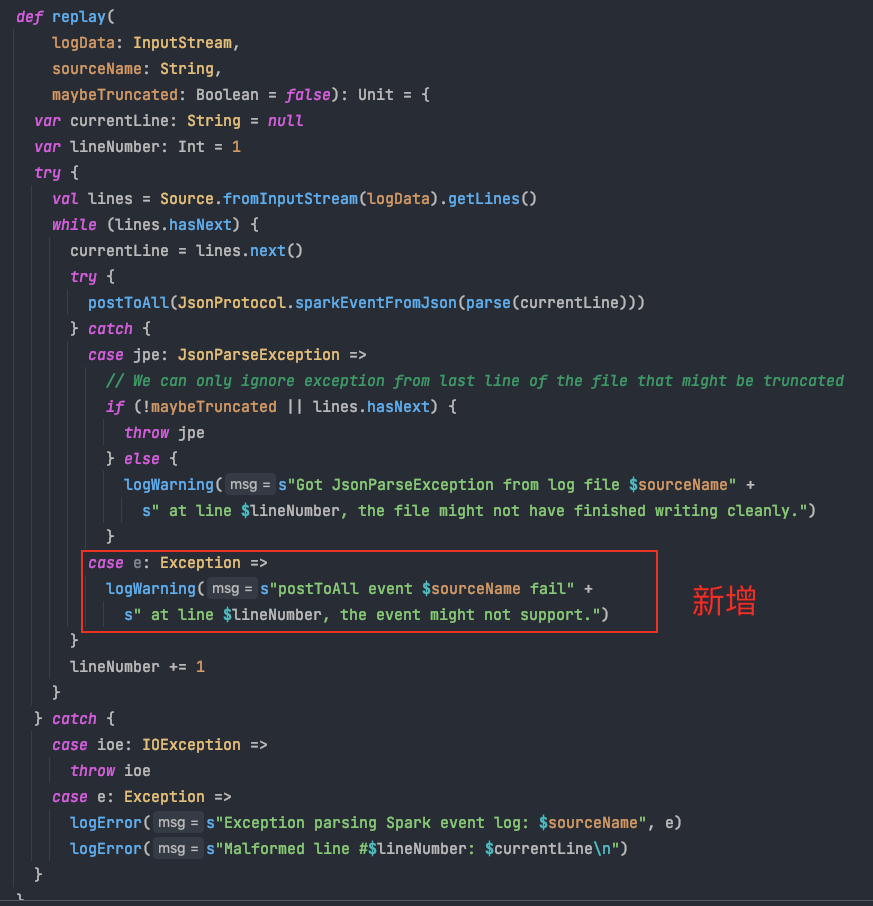 def replay(
logData: InputStream,
sourceName: String,
maybeTruncated: Boolean = false): Unit = {
var currentLine: String = null
var lineNumber: Int = 1
try {
val lines = Source.fromInputStream(logData).getLines()
while (lines.hasNext) {
currentLine = lines.next()
try {
postToAll(JsonProtocol.sparkEventFromJson(parse(currentLine)))
} catch {
case jpe: JsonParseException =>
// We can only ignore exception from last line of the file that might be truncated
if (!maybeTruncated || lines.hasNext) {
throw jpe
} else {
logWarning( msg = s"Got JsonParseException from log file $sourceName" +
s" at line $lineNumber, the file might not have finished writing cleanly.")
}
case e: Exception =>
logWarning( msg = s"postToAll event $sourceName fail" +
s" at line $lineNumber, the event might not support.")
新增
}
lineNumber += 1
}
} catch {
case ioe: IOException =>
throw ioe
case e: Exception =>
logError( msg = s"Exception parsing Spark event log: $sourceName", e)
logError( msg = s"Malformed line #$lineNumber: $currentLine\n")
}
}